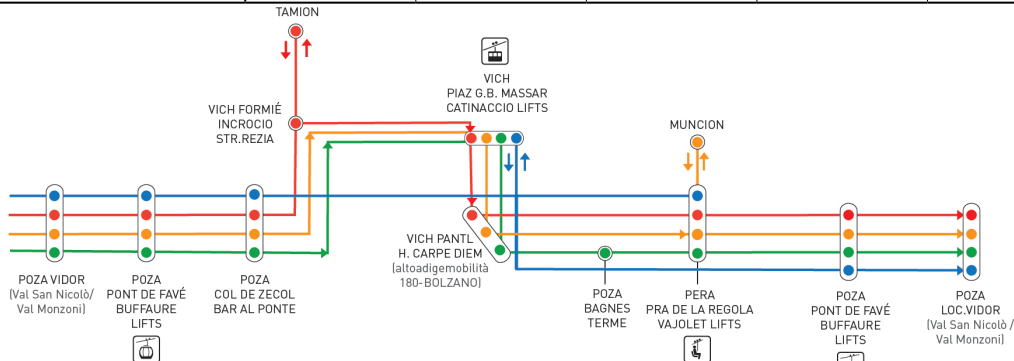 TAMION
VICH
PIAZ G.B. MASSAR
CATINACCIO LIFTS
VICH FORMIÉ
INCROCIO
STR.REZIA
MUNCION
VICH PANTL
H. CARPE DIEM
(altoadigemobilità
180-BOLZANO)
POZA VIDOR
(Val San Nicolò/
Val Monzoni)
POZA
PONT DE FAVÉ
BUFFAURE
LIFTS
POZA
COL DE ZECOL
BAR AL PONTE
POZA
BAGNES
TERME
PERA
PRA DE LA REGOLA
VAJOLET LIFTS
POZA
PONT DE FAVÉ
BUFFAURE
LIFTS
POZA
LOC.VIDOR
(Val San Nicolò /
Val Monzoni)